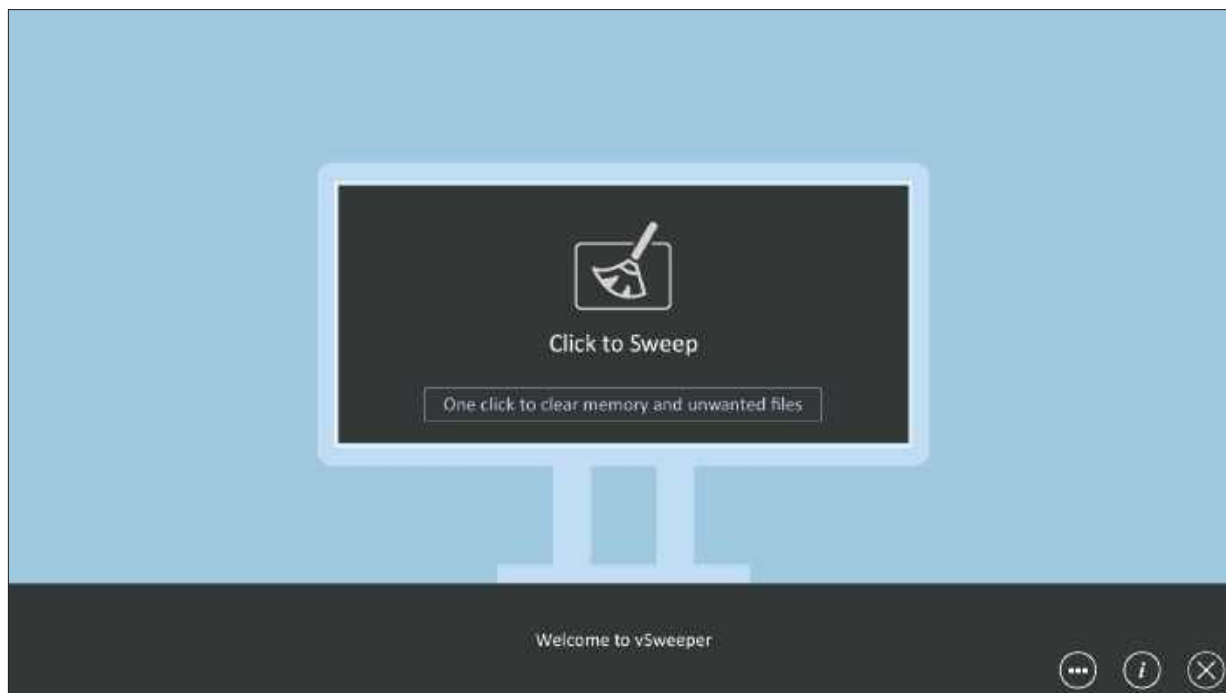 Click to Sweep
One click to clear memory and unwanted files
Welcome to vSweeper
i